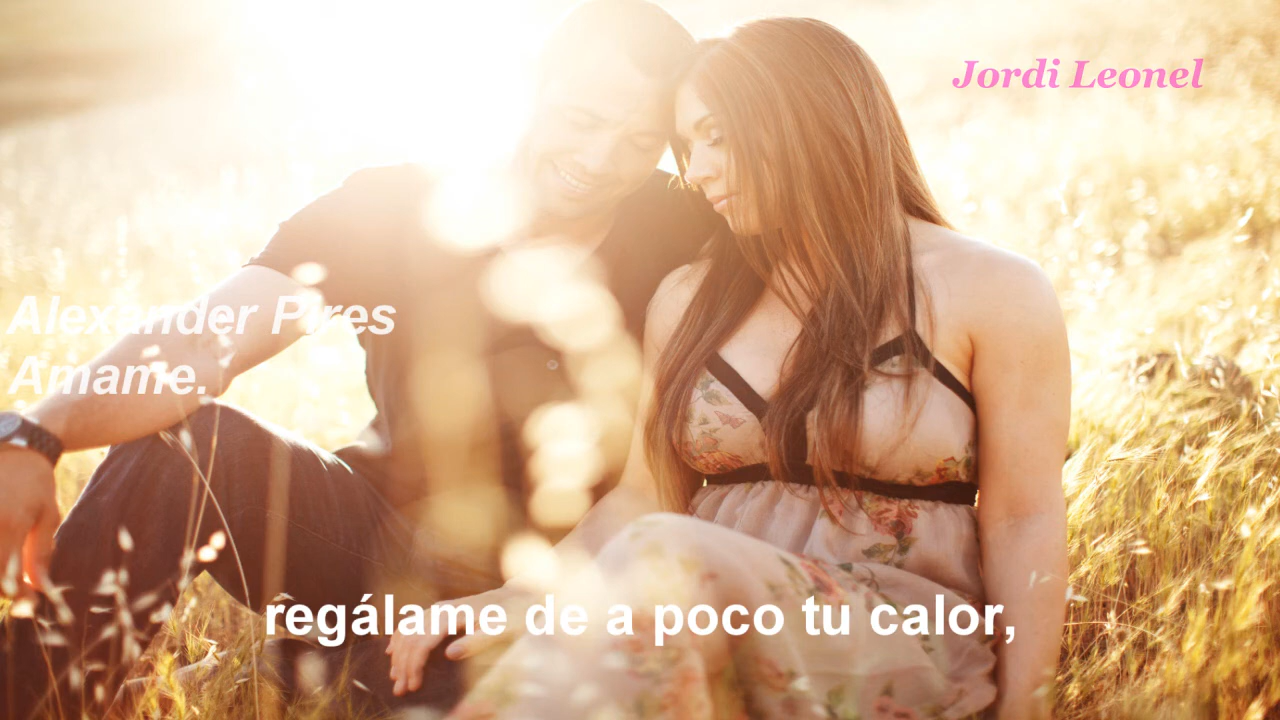 Jordi Leonel
Alexander Pires
Amame.
regálame de a poco tu calor,